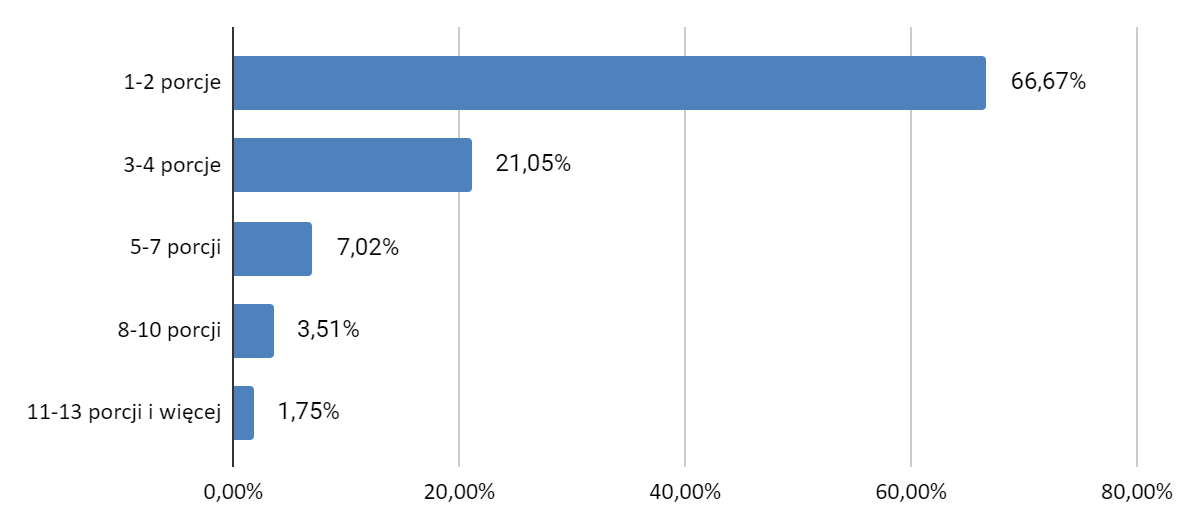 1-2 porcje
66,67%
3-4 porcje
21,05%
5-7 porcji
7,02%
8-10 porcji
3,51%
11-13 porcji i więcej
1,75%
0,00%
20,00%
40,00%
60,00%
80,00%